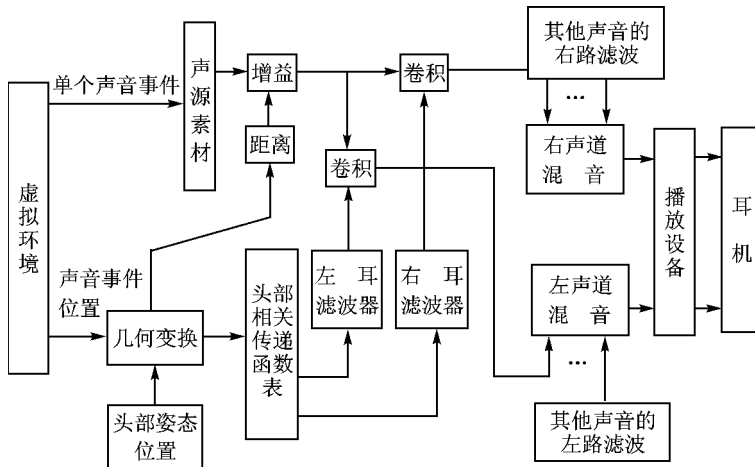 其他声音的
右路滤波
单个声音事件
声源素材
增益
卷积
...
距离
右声道
混 音
卷积
虚拟环境
播放设备
耳机
声音事件
位置
头部
相关
传递
函数
表
左 耳
滤波器
右 耳
滤波器
左声道
混 音
几何变换
...
头部姿态
位置
其他声音的
左路滤波